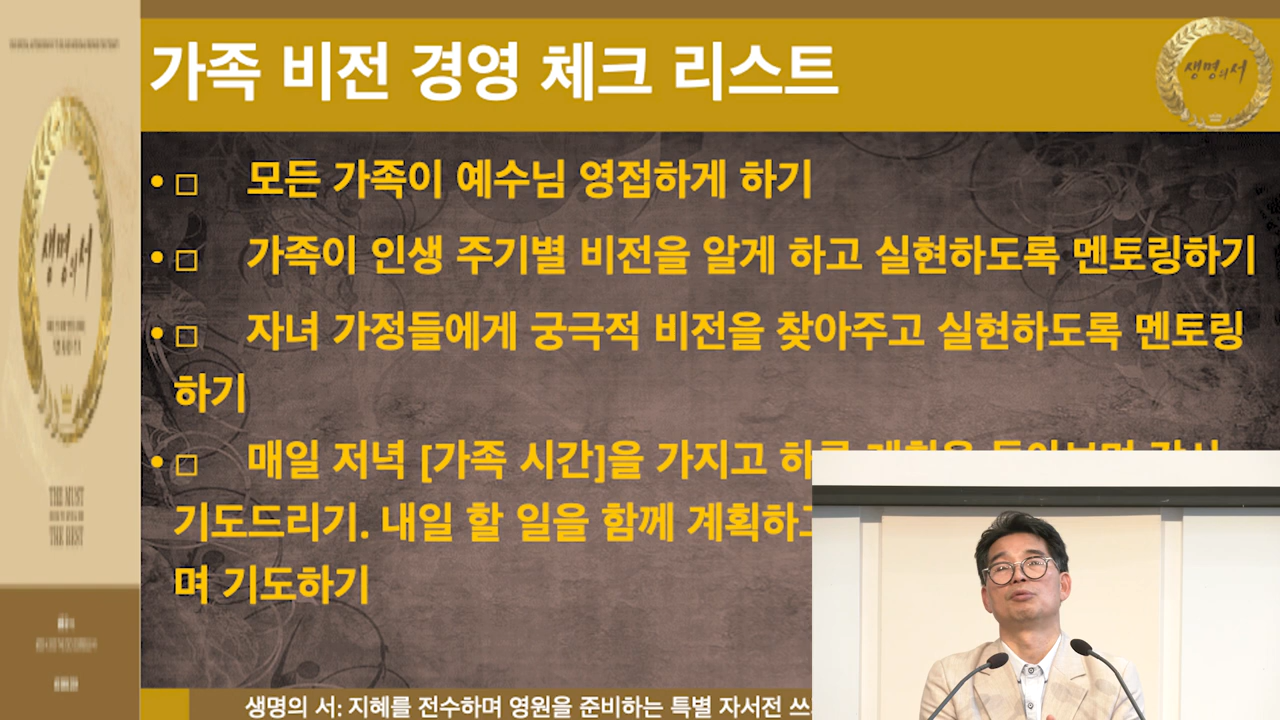 가족 비전 경영 체크 리스트
생명의서
• □ 모든 가족이 예수님 영접하게 하기
• □ 가족이 인생 주기별 비전을 알게 하고 실현하도록 멘토링하기
• □ 자녀 가정들에게 궁극적 비전을 찾아주고 실현하도록 멘토링
하기
• □ 매일 저녁 [가족 시간]을 가지고
기도드리기. 내일 할 일을 함께 계획하고
며 기도하기
생명의 서: 지혜를 전수하며 영원을 준비하는 특별 자서전 쓰
생명의서
THE MUST
THE BEST